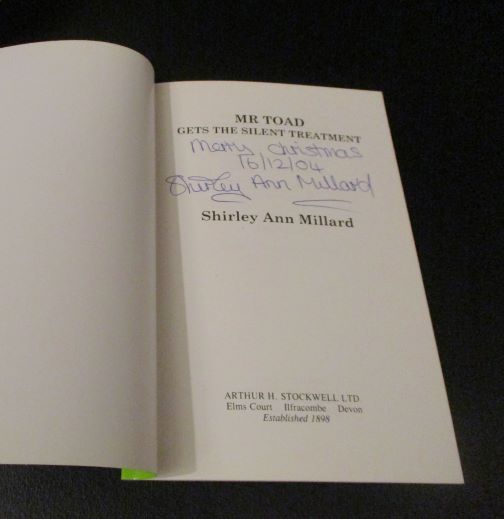 MR TOAD
GETS THE SILENT TREATMENT
Merry christmas
16/12/04
Shirley Ann Millard
Shirley Ann Millard
ARTHUR H. STOCKWELL LTD.
Elms Court Ilfracombe Devon
Established 1898